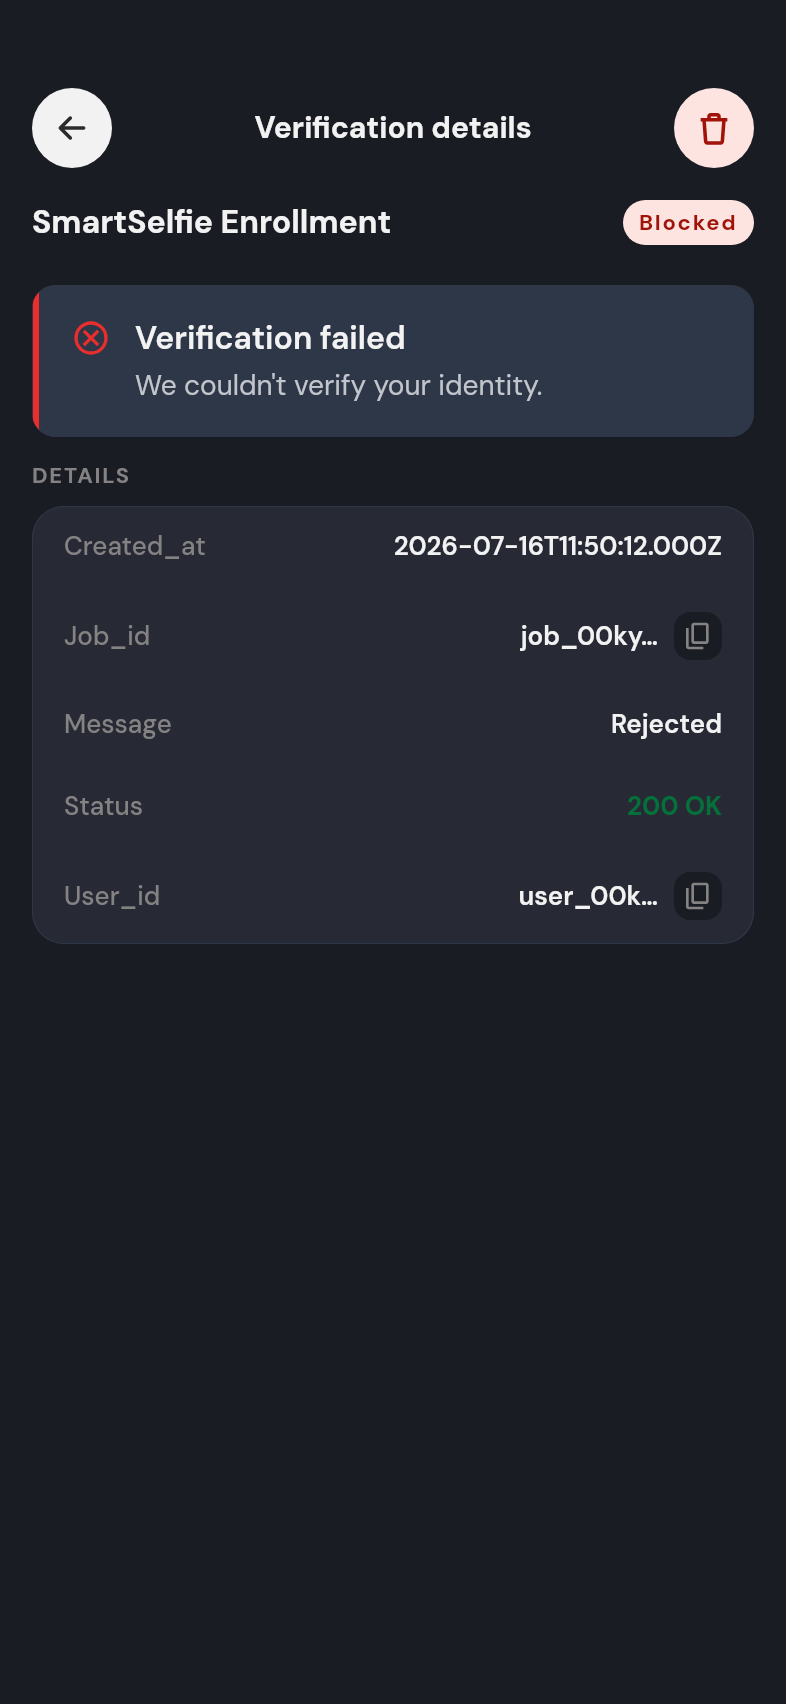 Verification details
SmartSelfie Enrollment
Blocked
Verification failed
We couldn't verify your identity.
DETAILS
Created_at 2026-07-16T11:50:12.000Z
Job_id job_00ky...
Message Rejected
Status 200 OK
User_id user_00k...